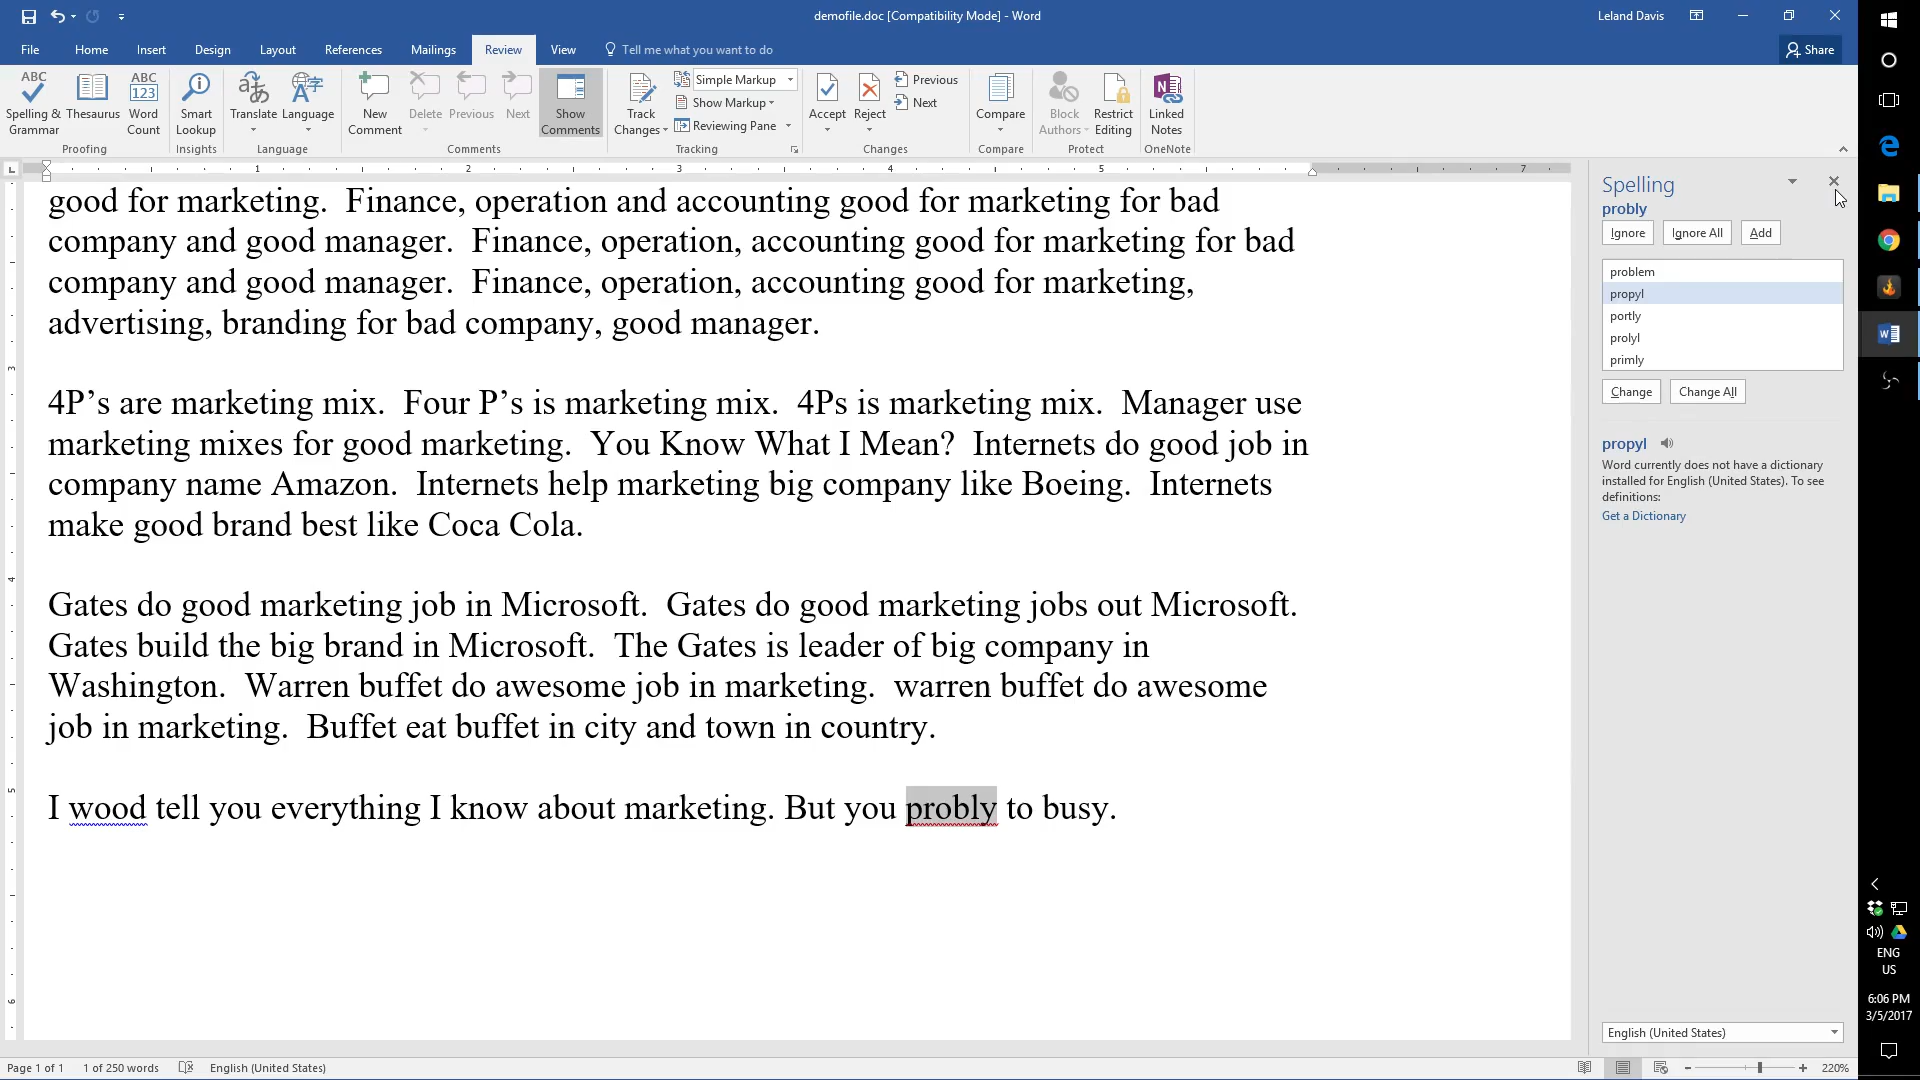 demofile.doc [Compatibility Mode] - Word
Leland Davis
File Home Insert Design Layout References Mailings Review View Tell me what you want to do
Share
ABC
Spelling & Grammar
Thesaurus
ABC 123
Word Count
Proofing
Smart Lookup
Insights
Translate
Language
Language
New Comment
Delete
Previous
Next
Show Comments
Comments
Track Changes
Simple Markup
Show Markup
Reviewing Pane
Tracking
Accept
Reject
Previous
Next
Changes
Compare
Compare
Block Authors
Restrict Editing
Protect
Linked Notes
OneNote
1 2 3 4 5 7
good for marketing.  Finance, operation and accounting good for marketing for bad
company and good manager.  Finance, operation, accounting good for marketing for bad
company and good manager.  Finance, operation, accounting good for marketing,
advertising, branding for bad company, good manager.
4P’s are marketing mix.  Four P’s is marketing mix.  4Ps is marketing mix.  Manager use
marketing mixes for good marketing.  You Know What I Mean?  Internets do good job in
company name Amazon.  Internets help marketing big company like Boeing.  Internets
make good brand best like Coca Cola.
Gates do good marketing job in Microsoft.  Gates do good marketing jobs out Microsoft.
Gates build the big brand in Microsoft.  The Gates is leader of big company in
Washington.  Warren buffet do awesome job in marketing.  warren buffet do awesome
job in marketing.  Buffet eat buffet in city and town in country.
I wood tell you everything I know about marketing. But you probly to busy.
3
4
5
6
Spelling
probly
Ignore Ignore All Add
problem
propyl
portly
prolyl
primly
Change Change All
propyl
Word currently does not have a dictionary
installed for English (United States). To see
definitions:
Get a Dictionary
English (United States)
Page 1 of 1 1 of 250 words English (United States)
220%
ENG
US
6:06 PM
3/5/2017